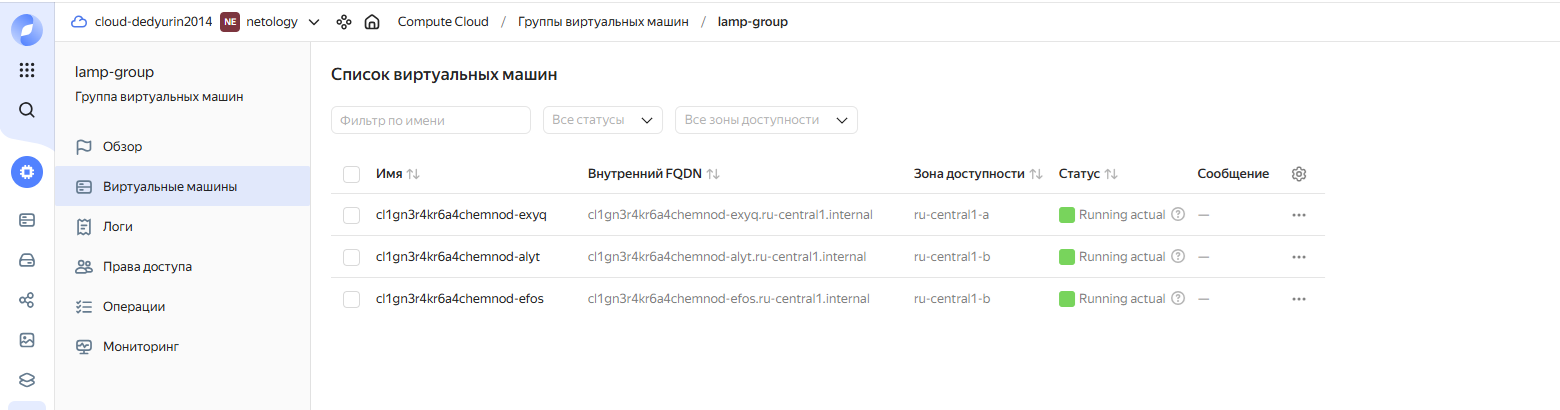 cloud-dedyurin2014 NE netology Compute Cloud / Группы виртуальных машин / lamp-group
lamp-group
Группа виртуальных машин
Обзор
Виртуальные машины
Логи
Права доступа
Операции
Мониторинг
Список виртуальных машин
Фильтр по имени Все статусы Все зоны доступности
Имя Внутренний FQDN Зона доступности Статус Сообщение
cl1gn3r4kr6a4chemnod-exyq cl1gn3r4kr6a4chemnod-exyq.ru-central1.internal ru-central1-a Running actual —
cl1gn3r4kr6a4chemnod-alyt cl1gn3r4kr6a4chemnod-alyt.ru-central1.internal ru-central1-b Running actual —
cl1gn3r4kr6a4chemnod-efos cl1gn3r4kr6a4chemnod-efos.ru-central1.internal ru-central1-b Running actual —